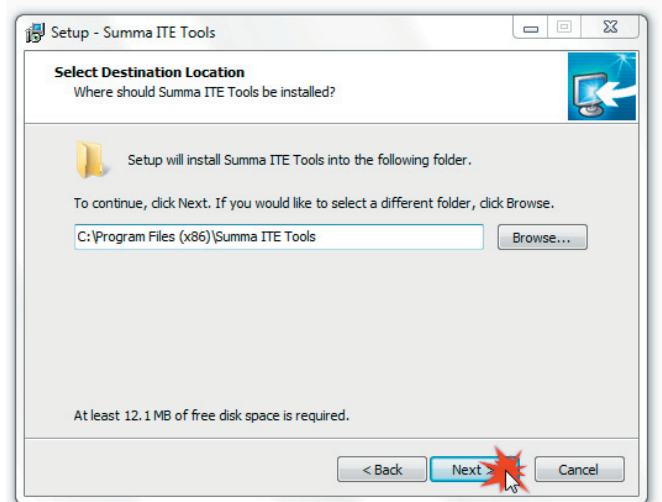 Setup - Summa ITE Tools
Select Destination Location
Where should Summa ITE Tools be installed?
Setup will install Summa ITE Tools into the following folder.
To continue, click Next. If you would like to select a different folder, click Browse.
C:\Program Files (x86)\Summa ITE Tools
Browse...
At least 12.1 MB of free disk space is required.
< Back
Next >
Cancel